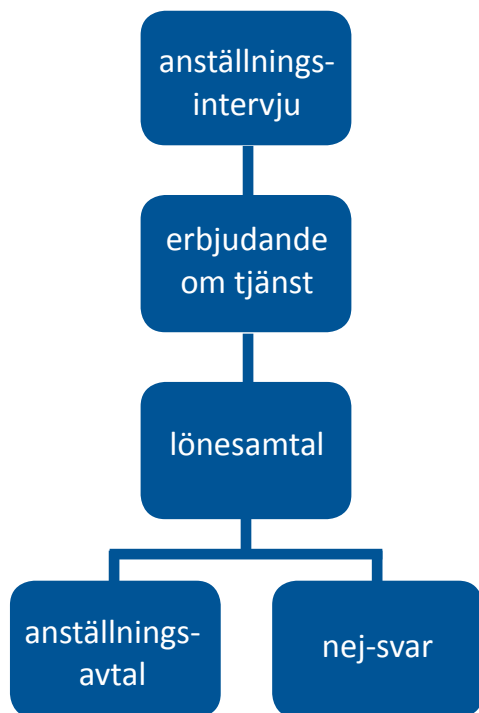 anställnings-
intervju
erbjudande
om tjänst
lönesamtal
anställnings-
avtal
nej-svar